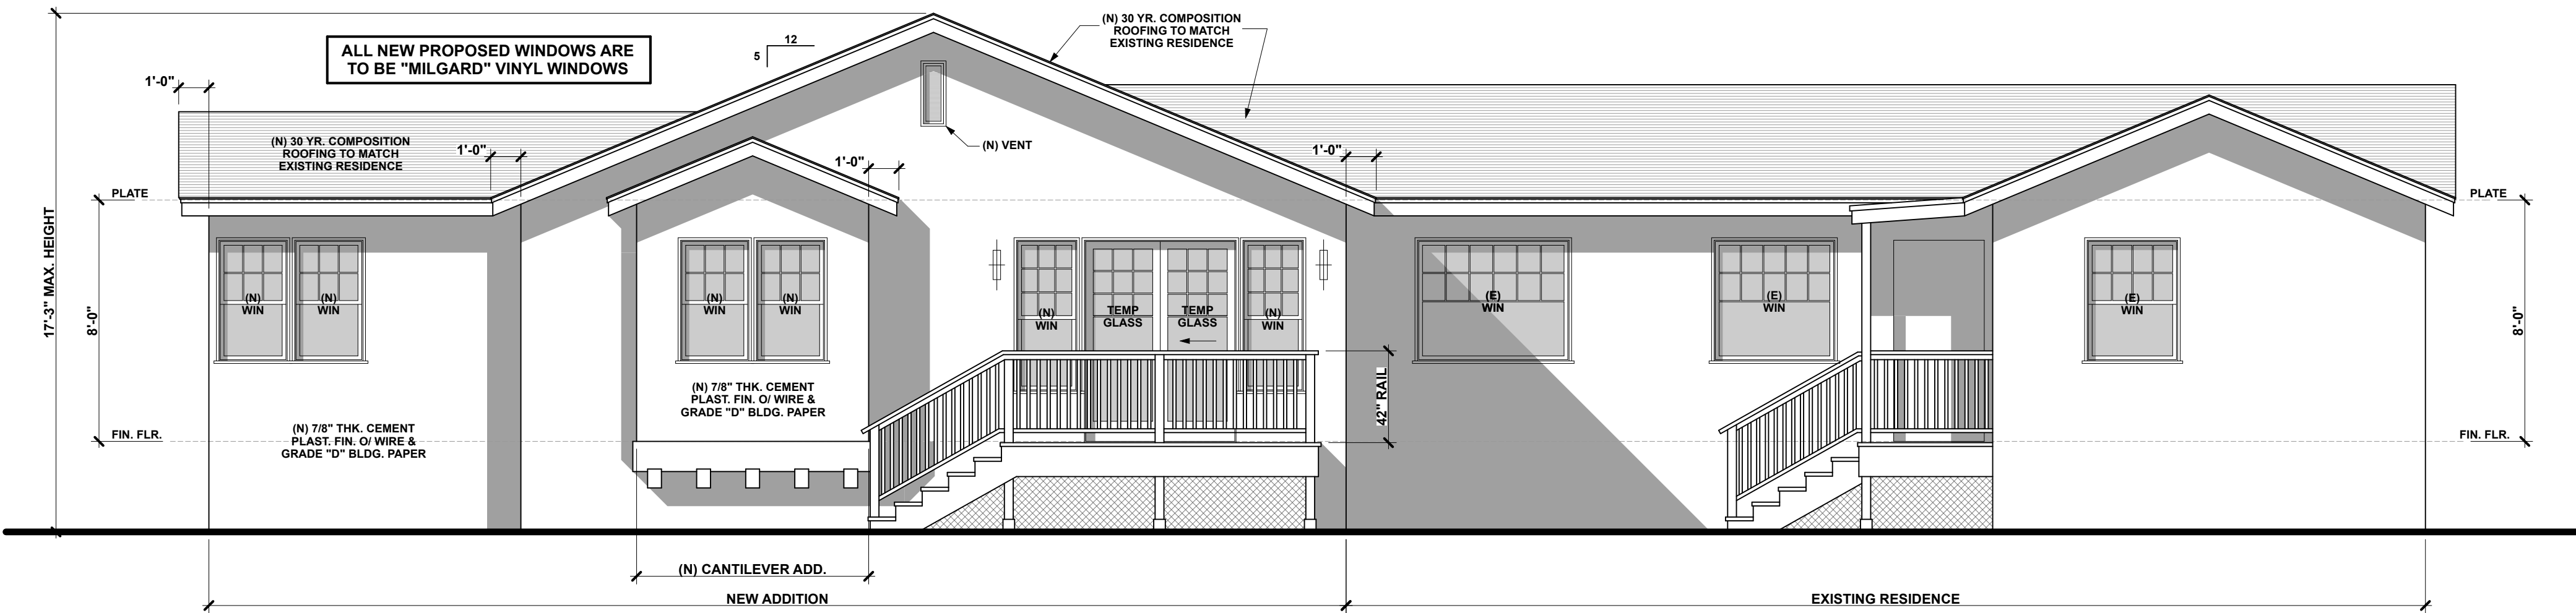 ALL NEW PROPOSED WINDOWS ARE
TO BE "MILGARD" VINYL WINDOWS
12
5
(N) 30 YR. COMPOSITION
ROOFING TO MATCH
EXISTING RESIDENCE
1'-0"
(N) 30 YR. COMPOSITION
ROOFING TO MATCH
EXISTING RESIDENCE
1'-0"
1'-0"
(N) VENT
1'-0"
PLATE
PLATE
17'-3" MAX. HEIGHT
8'-0"
8'-0"
(N)
WIN
(N)
WIN
(N)
WIN
(N)
WIN
(N)
WIN
TEMP
GLASS
TEMP
GLASS
(N)
WIN
(E)
WIN
(E)
WIN
(E)
WIN
42" RAIL
(N) 7/8" THK. CEMENT
PLAST. FIN. O/ WIRE &
GRADE "D" BLDG. PAPER
(N) 7/8" THK. CEMENT
PLAST. FIN. O/ WIRE &
GRADE "D" BLDG. PAPER
FIN. FLR.
FIN. FLR.
(N) CANTILEVER ADD.
NEW ADDITION
EXISTING RESIDENCE